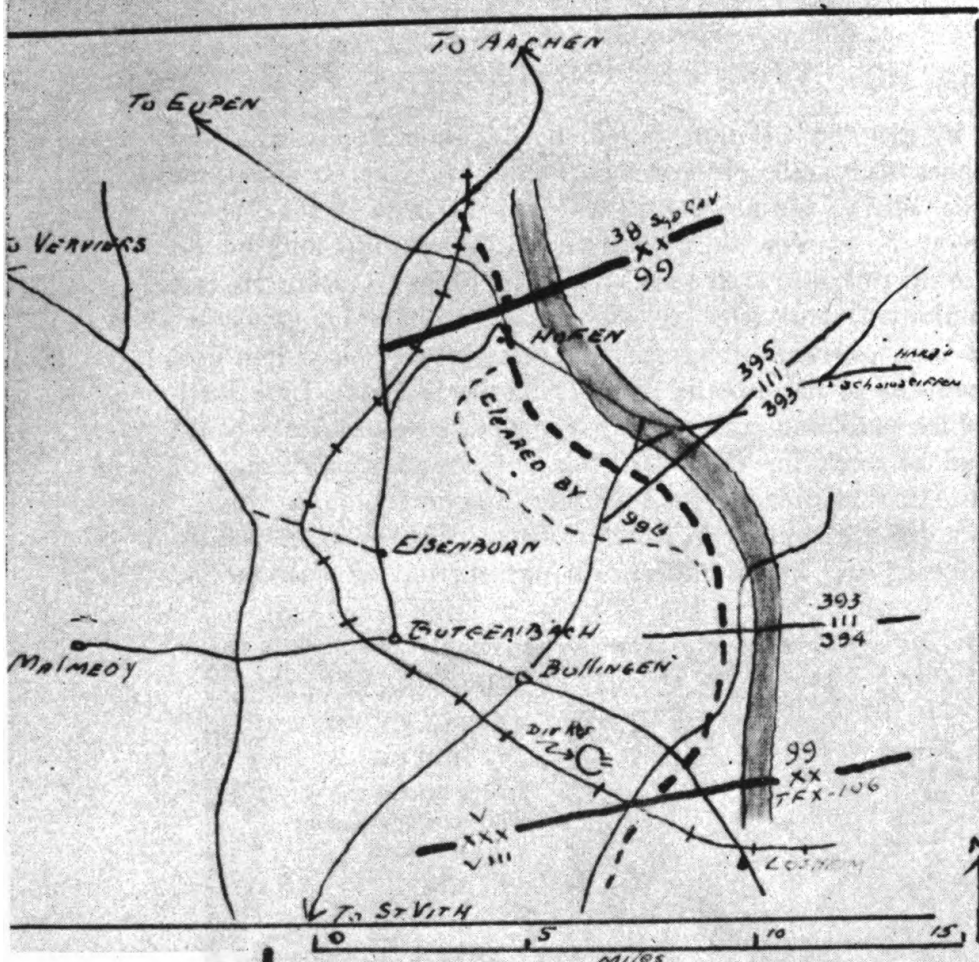 TO AACHEN
TO EUPEN
TO VERVIERS
38 SQD CAV
XX
99
HOFEN
395
III
393
CLEARED BY
99th
ELSENBORN
393
III
394
BUTGENBACH
MALMEDY
BULLINGEN
DIV HQS
99
XX
TFX-106
V
XXX
VIII
LOSHEIM
TO ST VITH
0 5 10 15
MILES